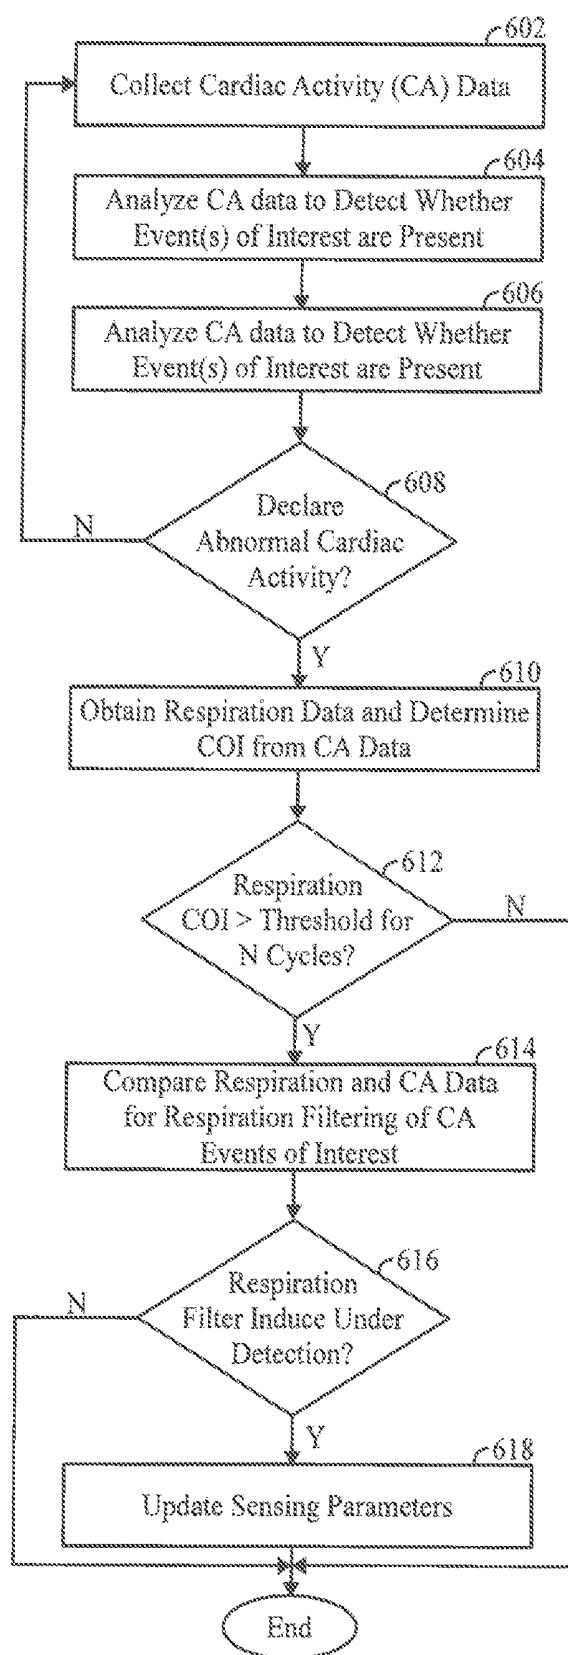 602
Collect Cardiac Activity (CA) Data
604
Analyze CA data to Detect Whether
Event(s) of Interest are Present
606
Analyze CA data to Detect Whether
Event(s) of Interest are Present
608
Declare
Abnormal Cardiac
Activity?
N
Y
610
Obtain Respiration Data and Determine
COI from CA Data
612
Respiration
COI > Threshold for
N Cycles?
N
Y
614
Compare Respiration and CA Data
for Respiration Filtering of CA
Events of Interest
616
Respiration
Filter Induce Under
Detection?
N
Y
618
Update Sensing Parameters
End